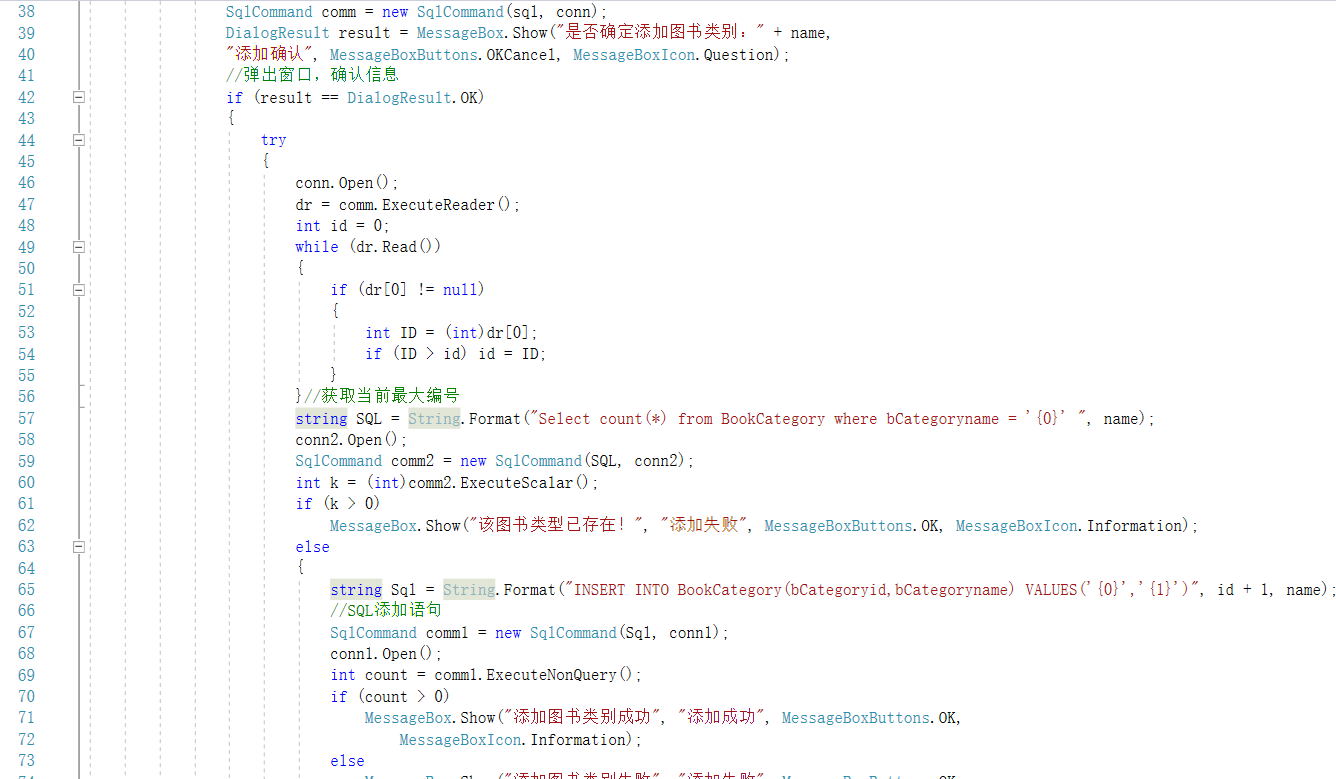 38 SqlCommand comm = new SqlCommand(sql, conn);
39 DialogResult result = MessageBox.Show("是否确定添加图书类别：" + name,
40 "添加确认", MessageBoxButtons.OKCancel, MessageBoxIcon.Question);
41 //弹出窗口，确认信息
42 if (result == DialogResult.OK)
43 {
44 try
45 {
46 conn.Open();
47 dr = comm.ExecuteReader();
48 int id = 0;
49 while (dr.Read())
50 {
51 if (dr[0] != null)
52 {
53 int ID = (int)dr[0];
54 if (ID > id) id = ID;
55 }
56 }//获取当前最大编号
57 string SQL = String.Format("Select count(*) from BookCategory where bCategoryname = '{0}' ", name);
58 conn2.Open();
59 SqlCommand comm2 = new SqlCommand(SQL, conn2);
60 int k = (int)comm2.ExecuteScalar();
61 if (k > 0)
62 MessageBox.Show("该图书类型已存在！", "添加失败", MessageBoxButtons.OK, MessageBoxIcon.Information);
63 else
64 {
65 string Sql = String.Format("INSERT INTO BookCategory(bCategoryid,bCategoryname) VALUES('{0}','{1}')", id + 1, name);
66 //SQL添加语句
67 SqlCommand comm1 = new SqlCommand(Sql, conn1);
68 conn1.Open();
69 int count = comm1.ExecuteNonQuery();
70 if (count > 0)
71 MessageBox.Show("添加图书类别成功", "添加成功", MessageBoxButtons.OK,
72 MessageBoxIcon.Information);
73 else